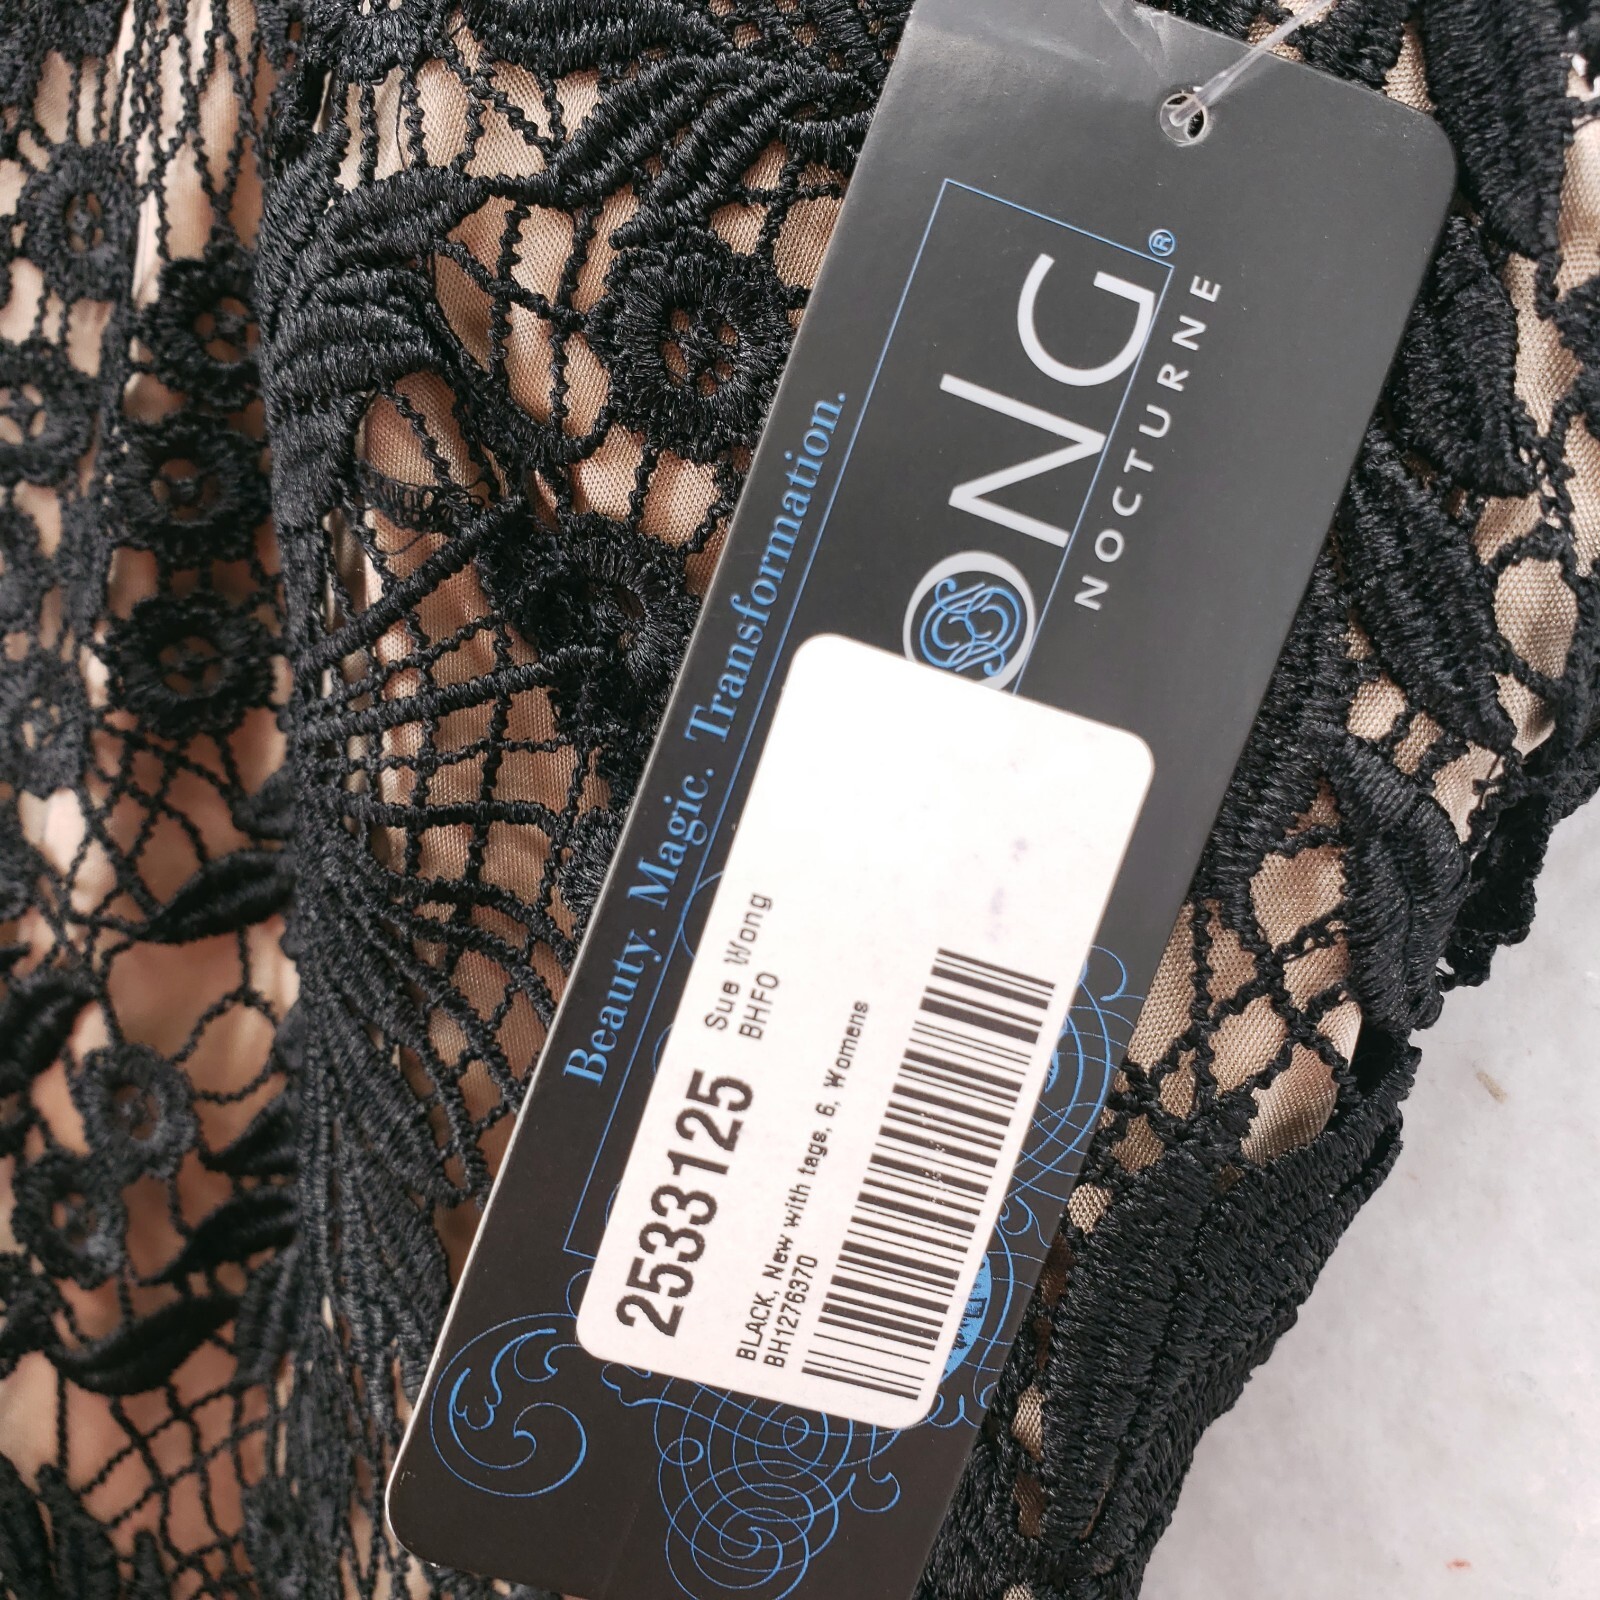 ONG®
NOCTURNE
Beauty. Magic. Transformation.
2533125 Sue Wong
BHFO
BLACK, New with tags, 6, Womens
BH1276370